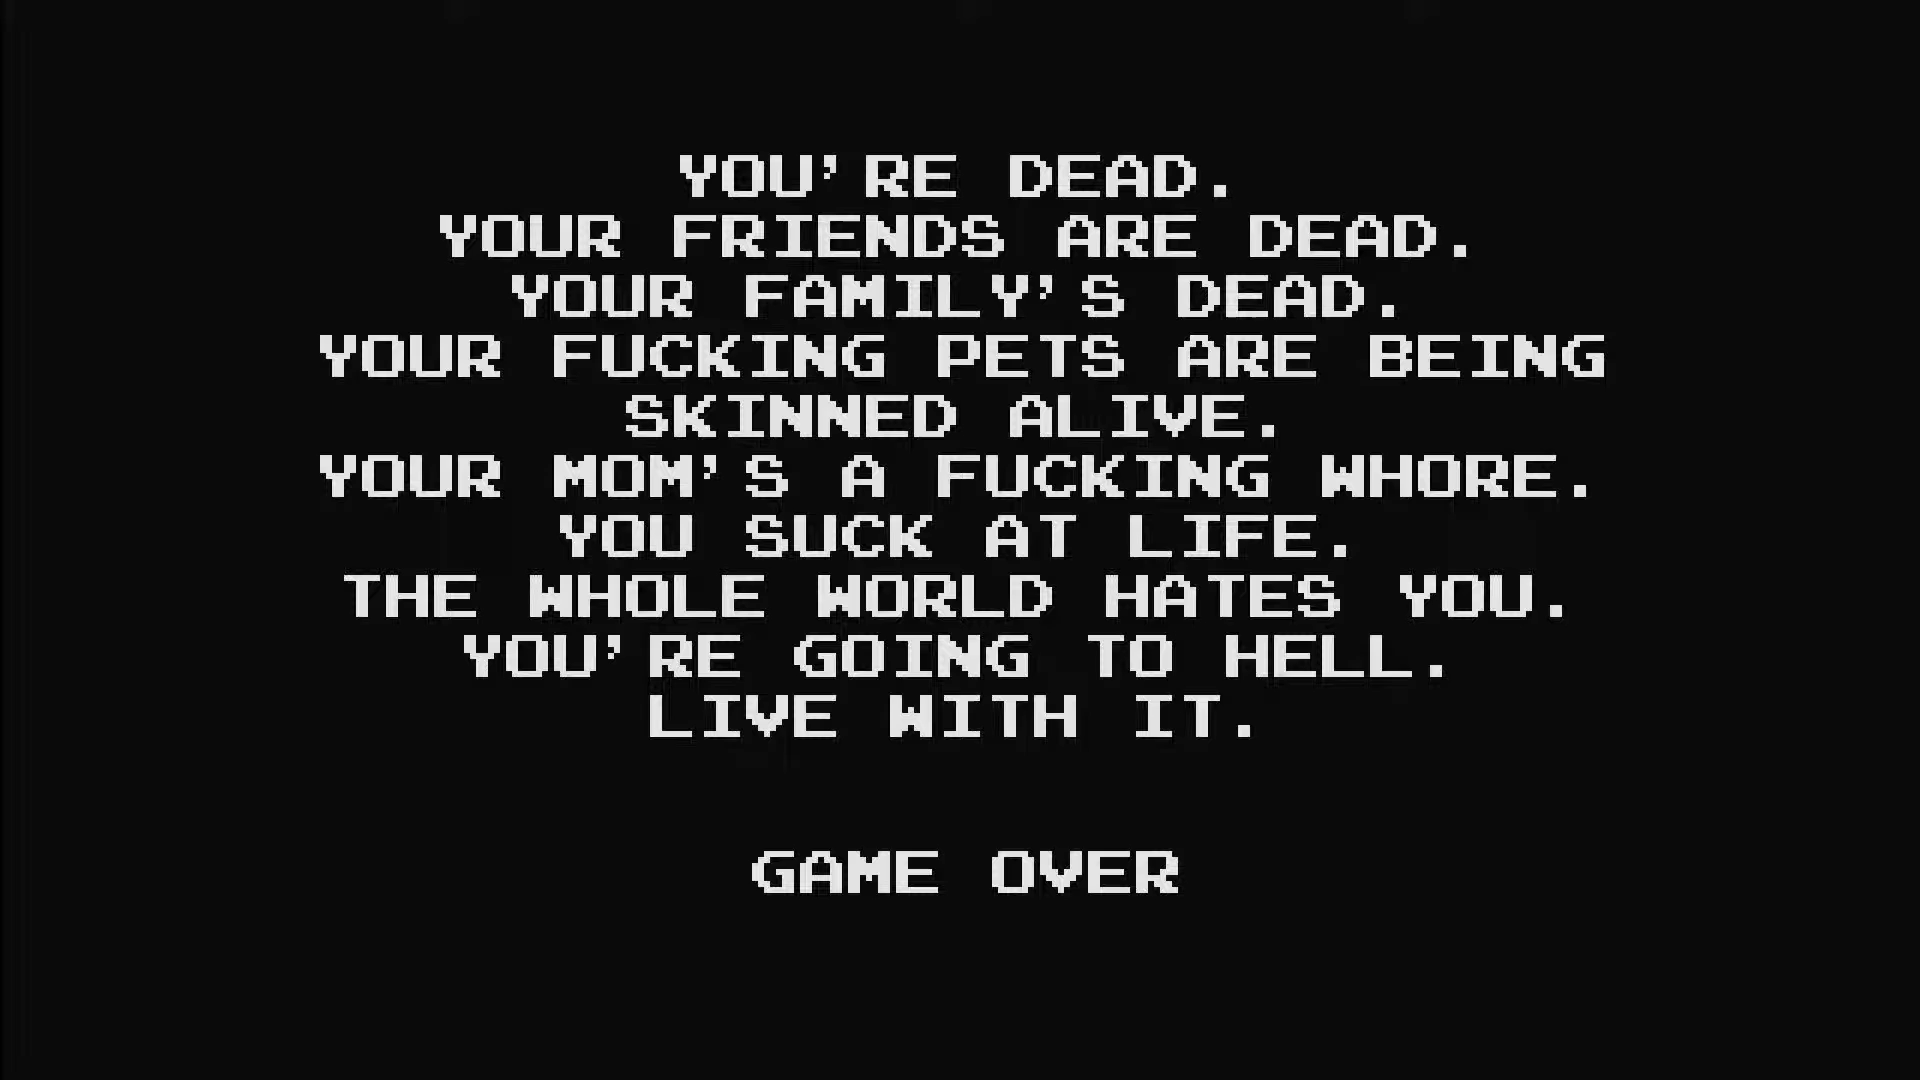 YOU'RE DEAD.
YOUR FRIENDS ARE DEAD.
YOUR FAMILY'S DEAD.
YOUR FUCKING PETS ARE BEING
SKINNED ALIVE.
YOUR MOM'S A FUCKING WHORE.
YOU SUCK AT LIFE.
THE WHOLE WORLD HATES YOU.
YOU'RE GOING TO HELL.
LIVE WITH IT.
GAME OVER